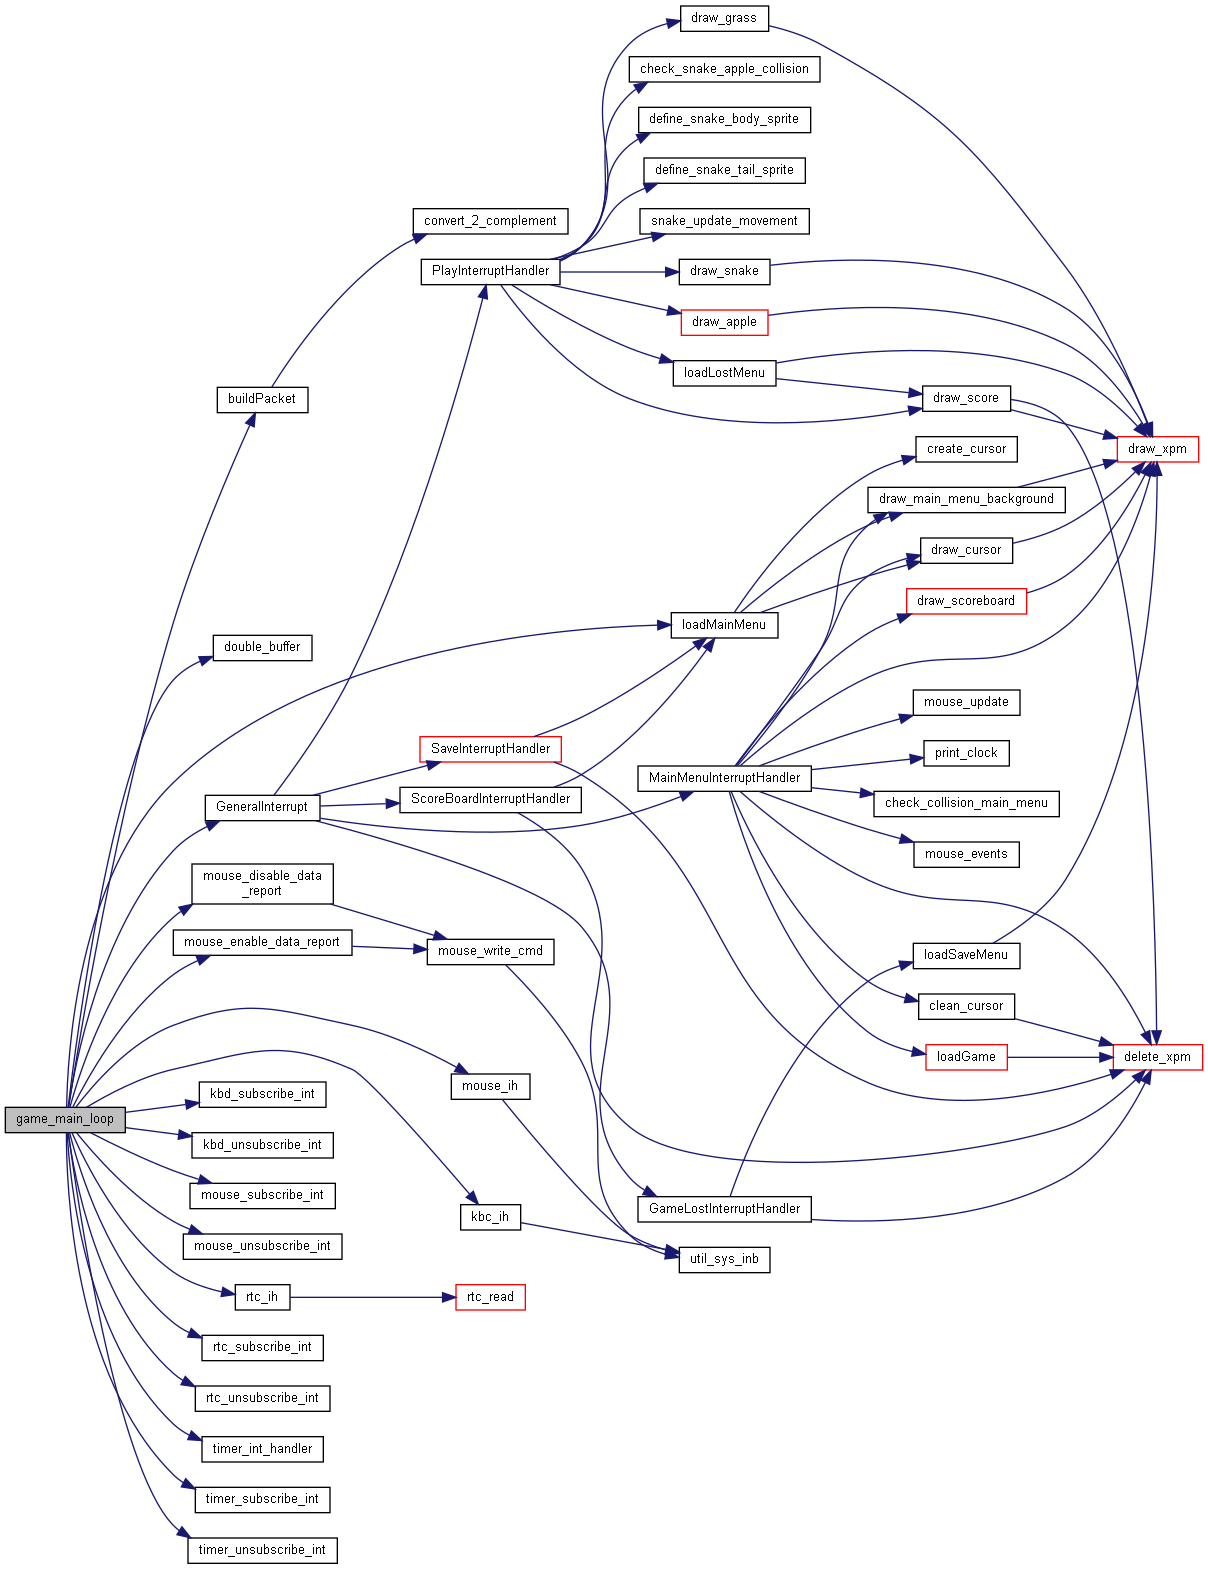 draw_grass
check_snake_apple_collision
define_snake_body_sprite
define_snake_tail_sprite
convert_2_complement
snake_update_movement
PlayInterruptHandler
draw_snake
draw_apple
loadLostMenu
buildPacket
draw_score
create_cursor
draw_xpm
draw_main_menu_background
draw_cursor
draw_scoreboard
loadMainMenu
double_buffer
mouse_update
SaveInterruptHandler
print_clock
MainMenuInterruptHandler
ScoreBoardInterruptHandler
GeneralInterrupt
check_collision_main_menu
mouse_events
mouse_disable_data
_report
mouse_enable_data_report
mouse_write_cmd
loadSaveMenu
clean_cursor
loadGame
delete_xpm
mouse_ih
kbd_subscribe_int
game_main_loop
kbd_unsubscribe_int
mouse_subscribe_int
GameLostInterruptHandler
kbc_ih
mouse_unsubscribe_int
util_sys_inb
rtc_ih
rtc_read
rtc_subscribe_int
rtc_unsubscribe_int
timer_int_handler
timer_subscribe_int
timer_unsubscribe_int